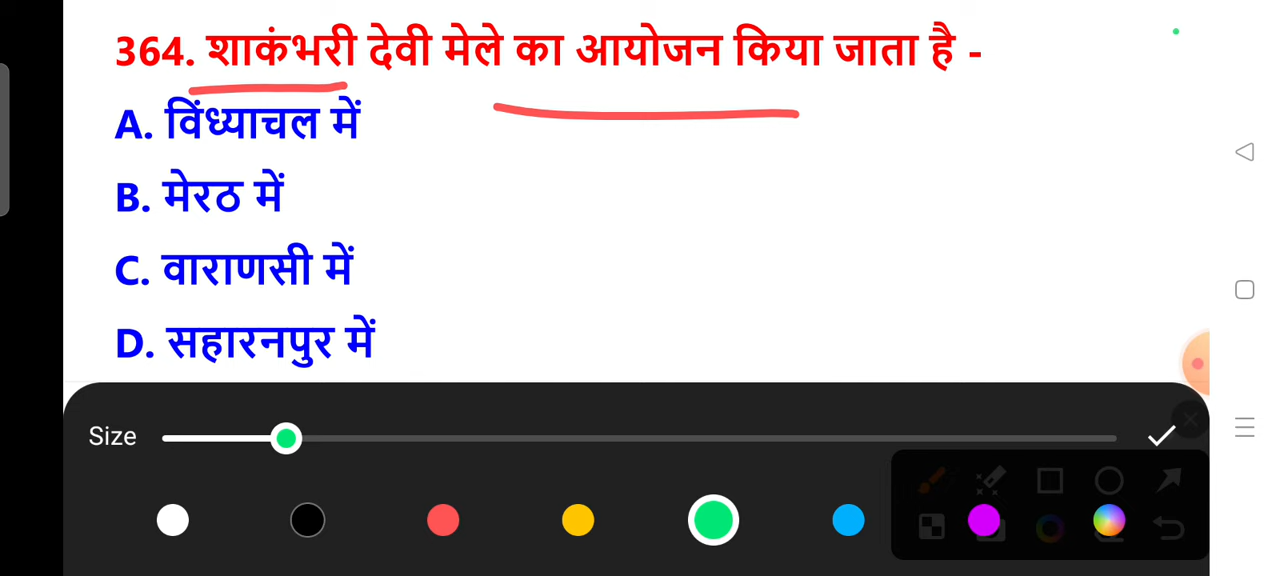 364. शाकंभरी देवी मेले का आयोजन किया जाता है -
A. विंध्याचल में
B. मेरठ में
C. वाराणसी में
D. सहारनपुर में
Size